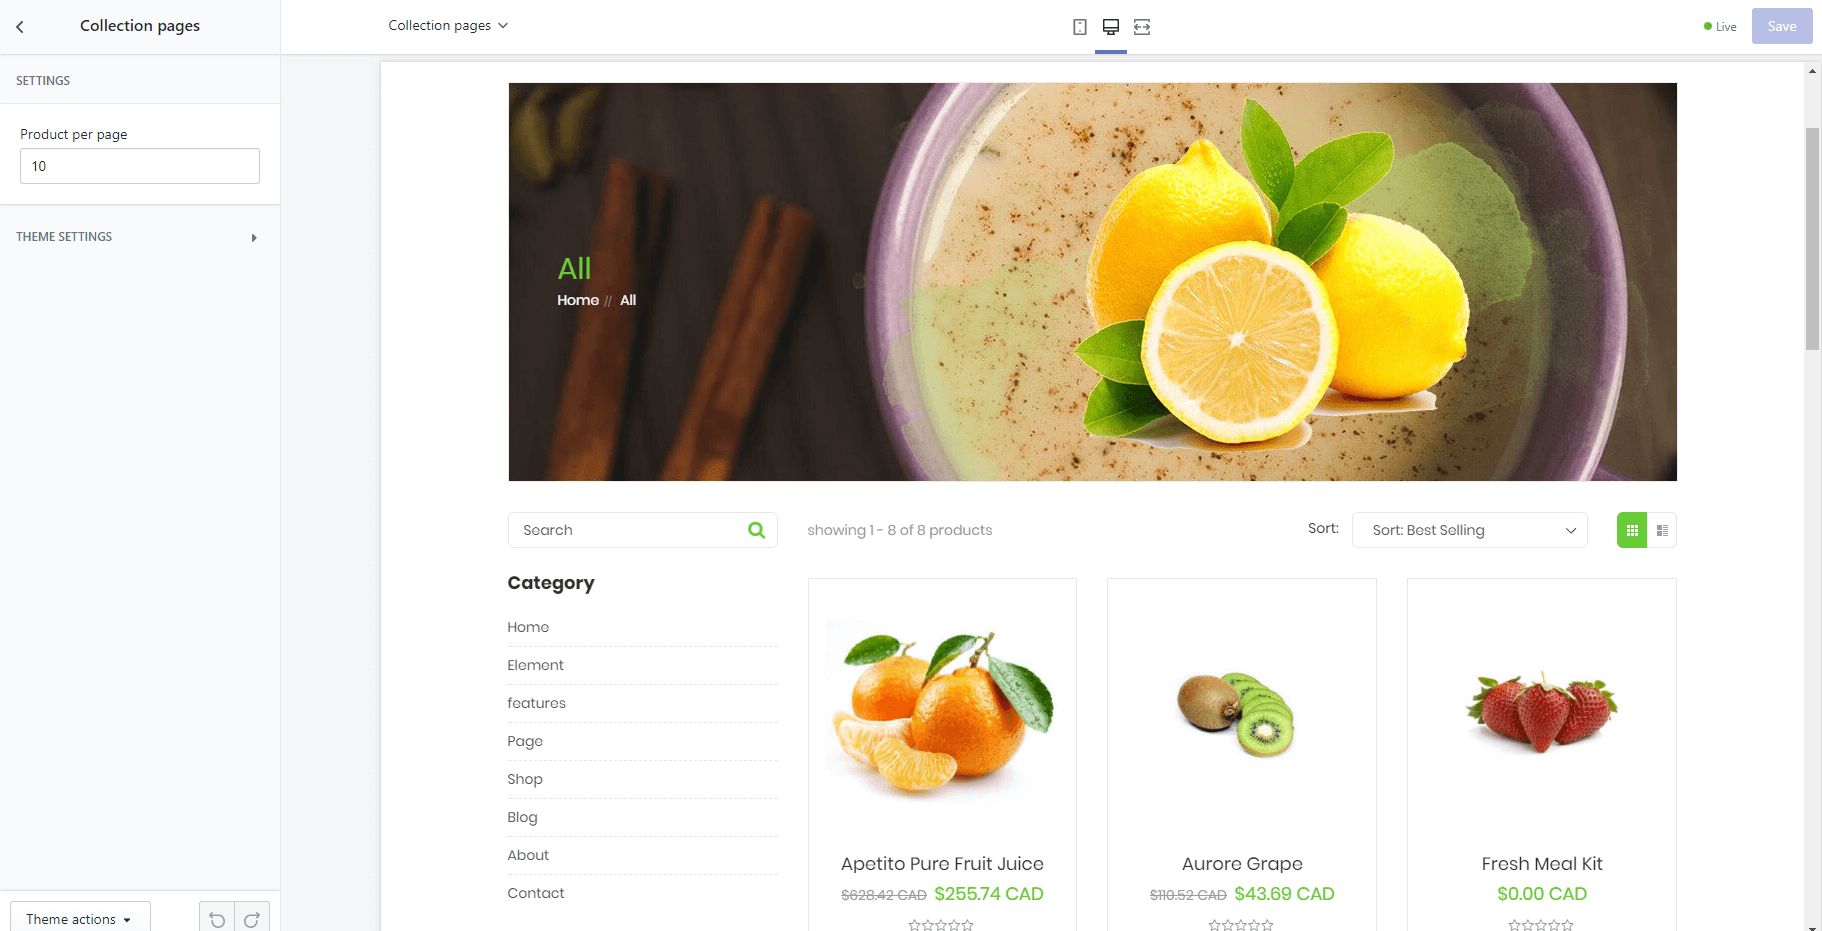 Collection pages
Collection pages
Live
Save
SETTINGS
Product per page
10
THEME SETTINGS
All
Home // All
Search
showing 1 - 8 of 8 products
Sort:
Sort: Best Selling
Category
Home
Element
features
Page
Shop
Blog
About
Contact
Apetito Pure Fruit Juice
$628.42 CAD $255.74 CAD
Aurore Grape
$110.52 CAD $43.69 CAD
Fresh Meal Kit
$0.00 CAD
Theme actions